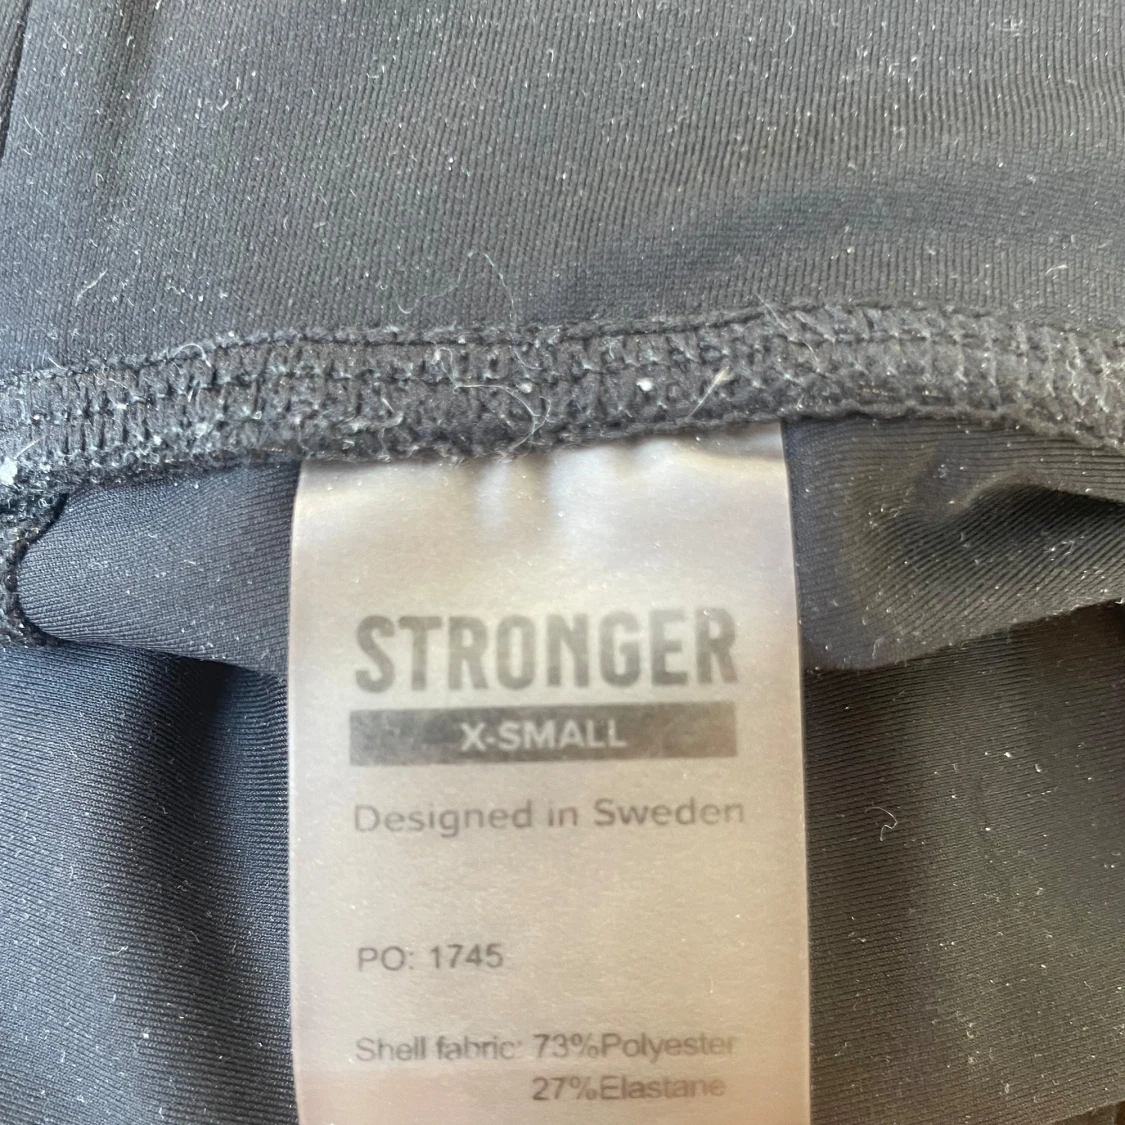 STRONGER
X-SMALL
Designed in Sweden
PO: 1745
Shell fabric: 73%Polyester
27%Elastane